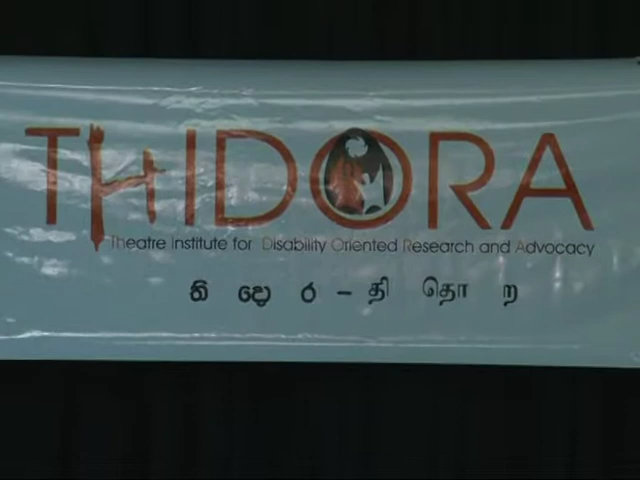 THIDORA
Theatre Institute for Disability Oriented Research and Advocacy
ති දො ර – தி தொ ற